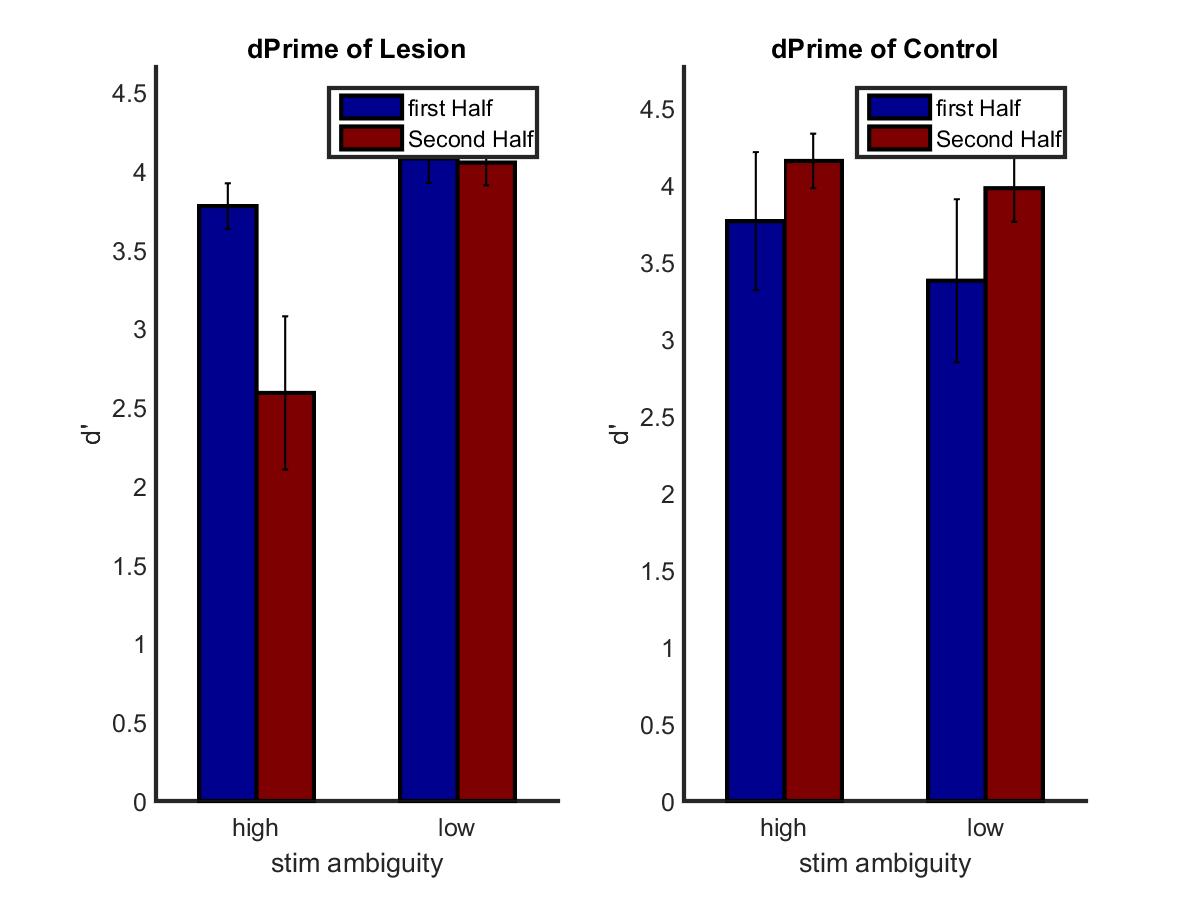 dPrime of Lesion
first Half
Second Half
4.5
4
3.5
3
2.5
2
1.5
1
0.5
0
d'
high
low
stim ambiguity
dPrime of Control
first Half
Second Half
4.5
4
3.5
3
2.5
2
1.5
1
0.5
0
d'
high
low
stim ambiguity